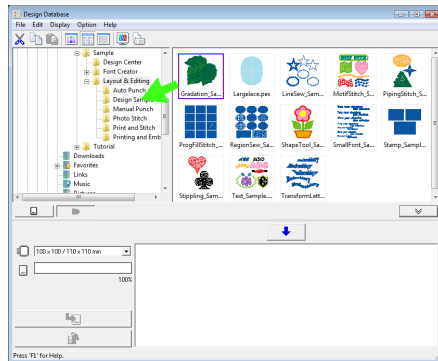 Design Database
File Edit Display Option Help
Sample
Design Center
Font Creator
Layout & Editing
Auto Punch
Design Sample
Manual Punch
Photo Stitch
Print and Stitch
Printing and Emb
Tutorial
Downloads
Favorites
Links
Music
Gradation_Sa...
Largelace.pes
LineSew_Sam...
MotifStitch_S...
PipingStitch_S...
ProgFillStitch_...
RegionSew_Sa...
ShapeTool_Sa...
SmallFont_Sa...
Stamp_Sampl...
Stippling_Sam...
Text_Sample....
TransformLett...
100 x 100 / 110 x 110 mm
100%
Press 'F1' for Help.